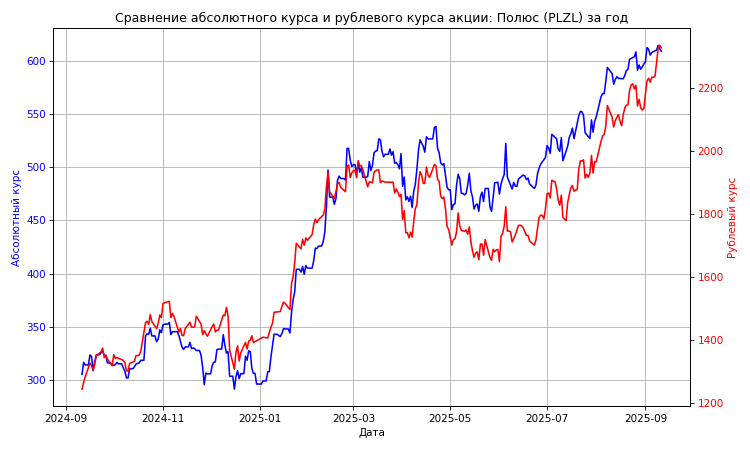 Сравнение абсолютного курса и рублевого курса акции: Полюс (PLZL) за год
600
550
500
450
400
350
300
Абсолютный курс
2200
2000
1800
1600
1400
1200
Рублевый курс
2024-09 2024-11 2025-01 2025-03 2025-05 2025-07 2025-09
Дата